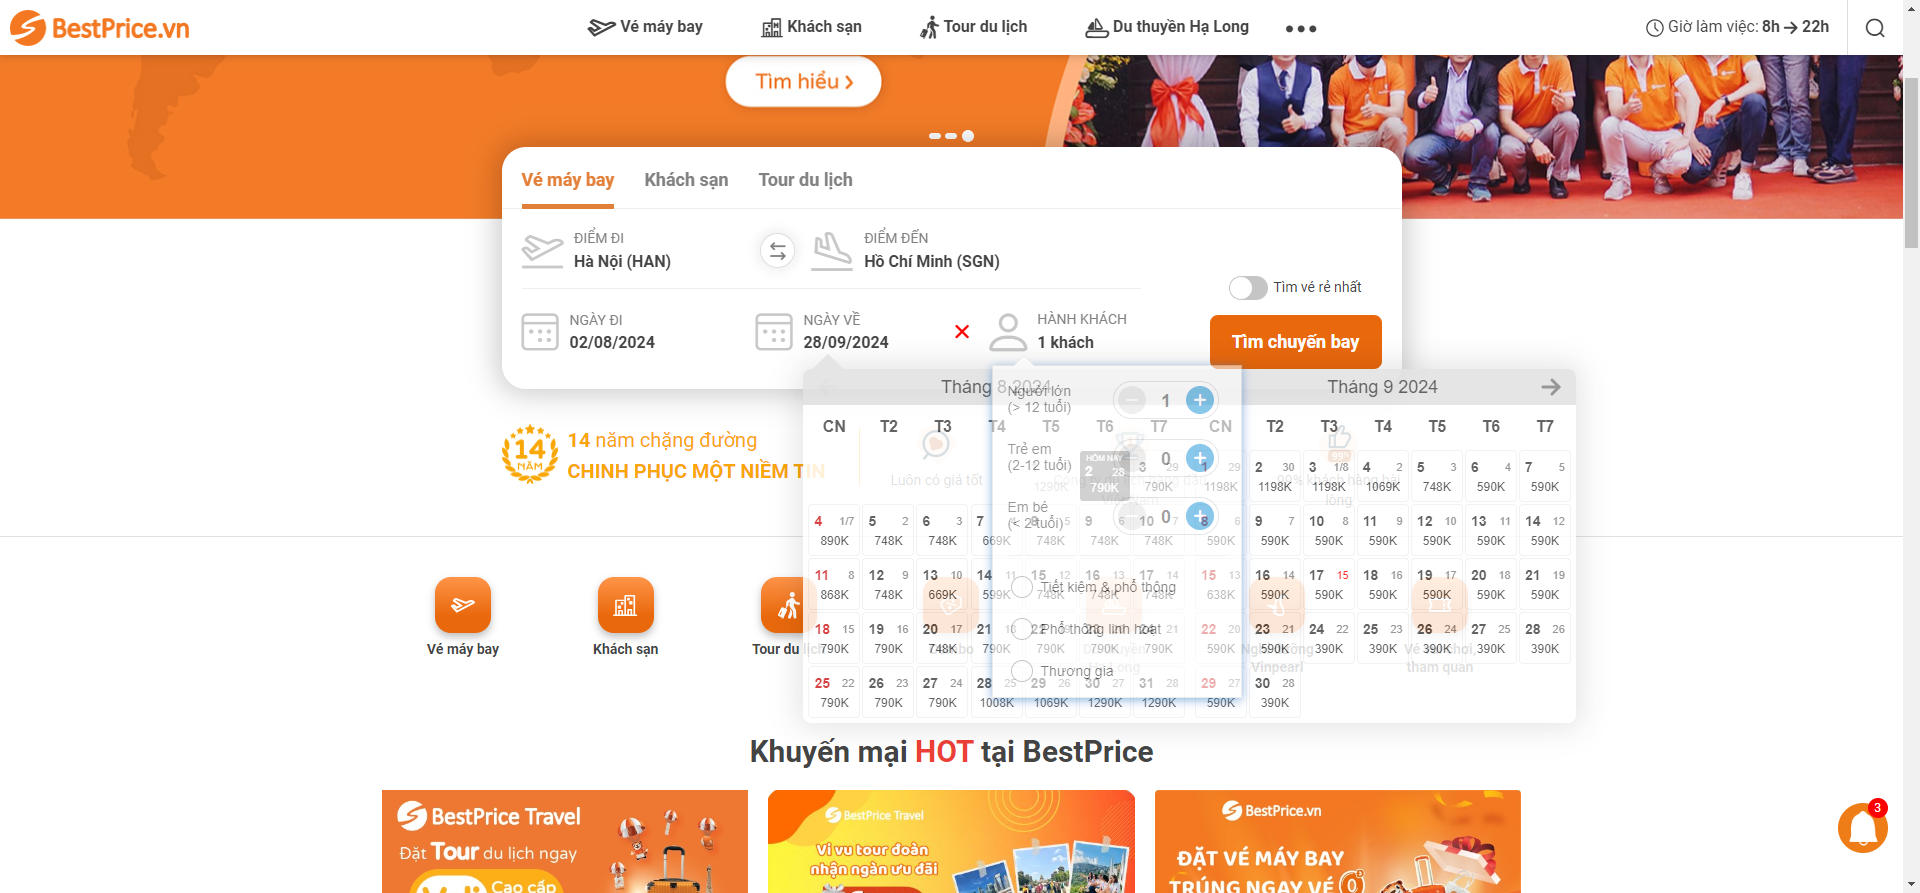 BestPrice.vn
Vé máy bay
Khách sạn
Tour du lịch
Du thuyền Hạ Long
Giờ làm việc: 8h → 22h
Tìm hiểu
Vé máy bay
Khách sạn
Tour du lịch
ĐIỂM ĐI
Hà Nội (HAN)
ĐIỂM ĐẾN
Hồ Chí Minh (SGN)
Tìm vé rẻ nhất
NGÀY ĐI
02/08/2024
NGÀY VỀ
28/09/2024
HÀNH KHÁCH
1 khách
Tìm chuyến bay
Tháng 8 2024
Tháng 9 2024
Người lớn
(> 12 tuổi)
1
Trẻ em
(2-12 tuổi)
0
Em bé
(< 2 tuổi)
0
Tiết kiệm & phổ thông
Phổ thông linh hoạt
Thương gia
CN T2 T3 T4 T5 T6 T7
HÔM NAY
2 28 3 29
790K 790K
4 1/7 5 2 6 3 7 8 5 9 6 10 7
890K 748K 748K 669K 748K 748K 748K
11 8 12 9 13 10 14 15 12 16 13 17 14
868K 748K 669K 599K 748K
18 15 19 16 20 17 21 18
790K 790K 748K 790K 790K 790K 790K
25 22 26 23 27 24 28 25 29 26 30 27 31 28
790K 790K 790K 1008K 1069K 1290K 1290K
CN T2 T3 T4 T5 T6 T7
1 29 2 30 3 1/8 4 2 5 3 6 4 7 5
1198K 1198K 1198K 1069K 748K 590K 590K
8 6 9 7 10 8 11 9 12 10 13 11 14 12
590K 590K 590K 590K 590K 590K 590K
15 13 16 14 17 15 18 16 19 17 20 18 21 19
638K 590K 590K 590K 590K 590K 590K
22 20 23 21 24 22 25 23 26 24 27 25 28 26
590K 590K 390K 390K 390K 390K 390K
29 27 30 28
590K 390K
14 NĂM
14 năm chặng đường
CHINH PHỤC MỘT NIỀM TIN
Luôn có giá tốt
Vé máy bay
Khách sạn
Tour du lịch
Vinpearl
tham quan
Khuyến mại HOT tại BestPrice
BestPrice Travel
Đặt Tour du lịch ngay
Cao cấp
BestPrice Travel
Vi vu tour đoàn
nhận ngàn ưu đãi
BestPrice.vn
ĐẶT VÉ MÁY BAY
TRÚNG NGAY VÉ 0
3